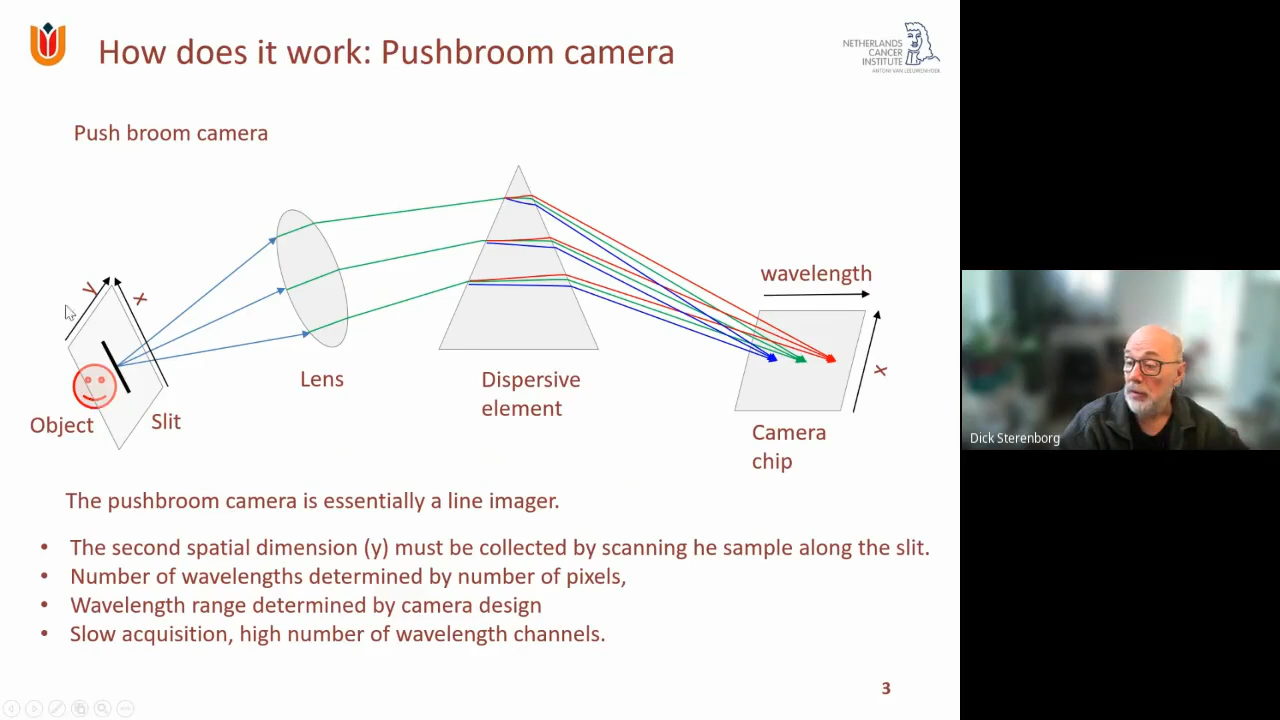 How does it work: Pushbroom camera
NETHERLANDS
CANCER
INSTITUTE
ANTONI VAN LEEUWENHOEK
Push broom camera
wavelength
y
x
x
Lens
Dispersive
element
Object
Slit
Camera
chip
Dick Sterenborg
The pushbroom camera is essentially a line imager.
• The second spatial dimension (y) must be collected by scanning he sample along the slit.
• Number of wavelengths determined by number of pixels,
• Wavelength range determined by camera design
• Slow acquisition, high number of wavelength channels.
3